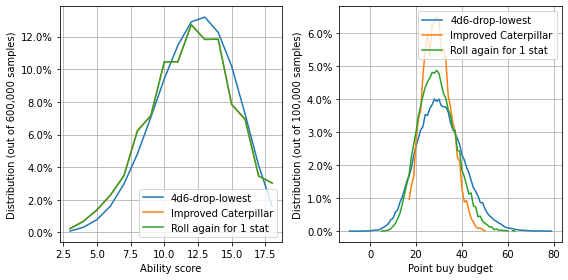 Distribution (out of 600,000 samples)
12.0%
10.0%
8.0%
6.0%
4.0%
2.0%
0.0%
4d6-drop-lowest
Improved Caterpillar
Roll again for 1 stat
2.5 5.0 7.5 10.0 12.5 15.0 17.5
Ability score
Distribution (out of 100,000 samples)
6.0%
5.0%
4.0%
3.0%
2.0%
1.0%
0.0%
4d6-drop-lowest
Improved Caterpillar
Roll again for 1 stat
0 20 40 60 80
Point buy budget